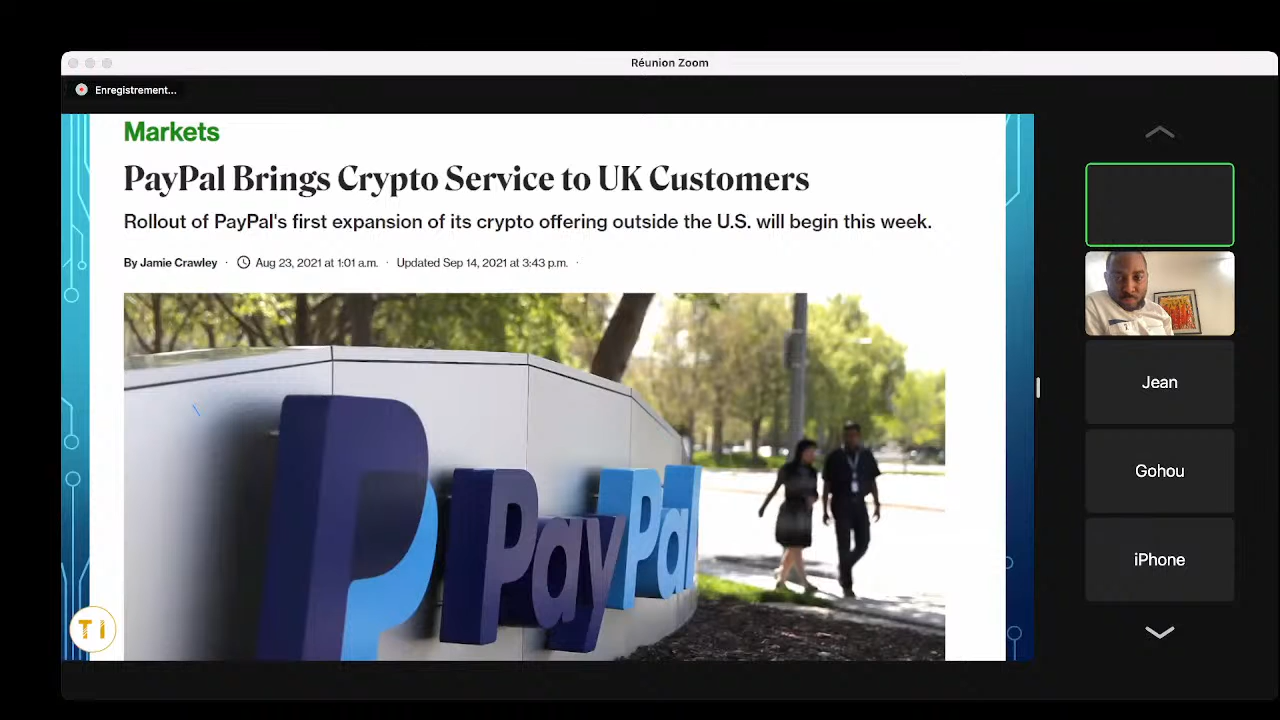 Réunion Zoom
Enregistrement...
Markets
PayPal Brings Crypto Service to UK Customers
Rollout of PayPal's first expansion of its crypto offering outside the U.S. will begin this week.
By Jamie Crawley · Aug 23, 2021 at 1:01 a.m. · Updated Sep 14, 2021 at 3:43 p.m. ·
PayPal
TI
Jean
Gohou
iPhone